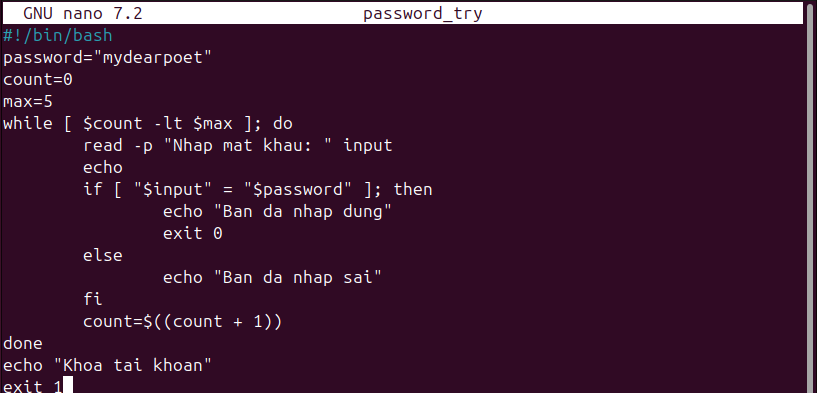 GNU nano 7.2 password_try
#!/bin/bash
password="mydearpoet"
count=0
max=5
while [ $count -lt $max ]; do
        read -p "Nhap mat khau: " input
        echo
        if [ "$input" = "$password" ]; then
                echo "Ban da nhap dung"
                exit 0
        else
                echo "Ban da nhap sai"
        fi
        count=$((count + 1))
done
echo "Khoa tai khoan"
exit 1